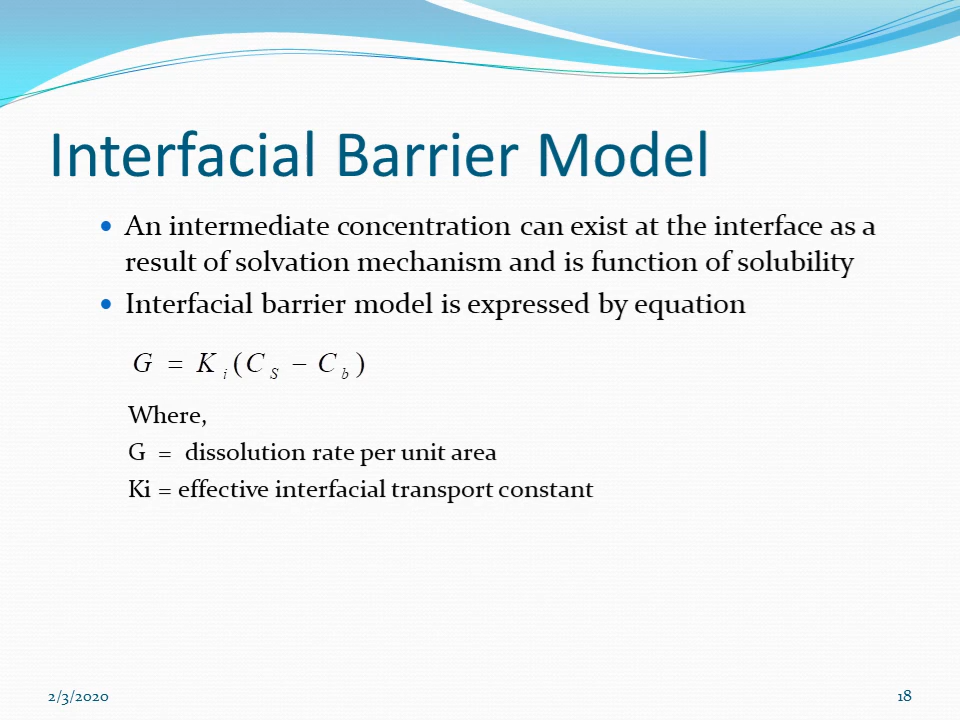 Interfacial Barrier Model
• An intermediate concentration can exist at the interface as a
result of solvation mechanism and is function of solubility
• Interfacial barrier model is expressed by equation
G = K i ( C S – C b )
Where,
G = dissolution rate per unit area
Ki = effective interfacial transport constant
2/3/2020
18